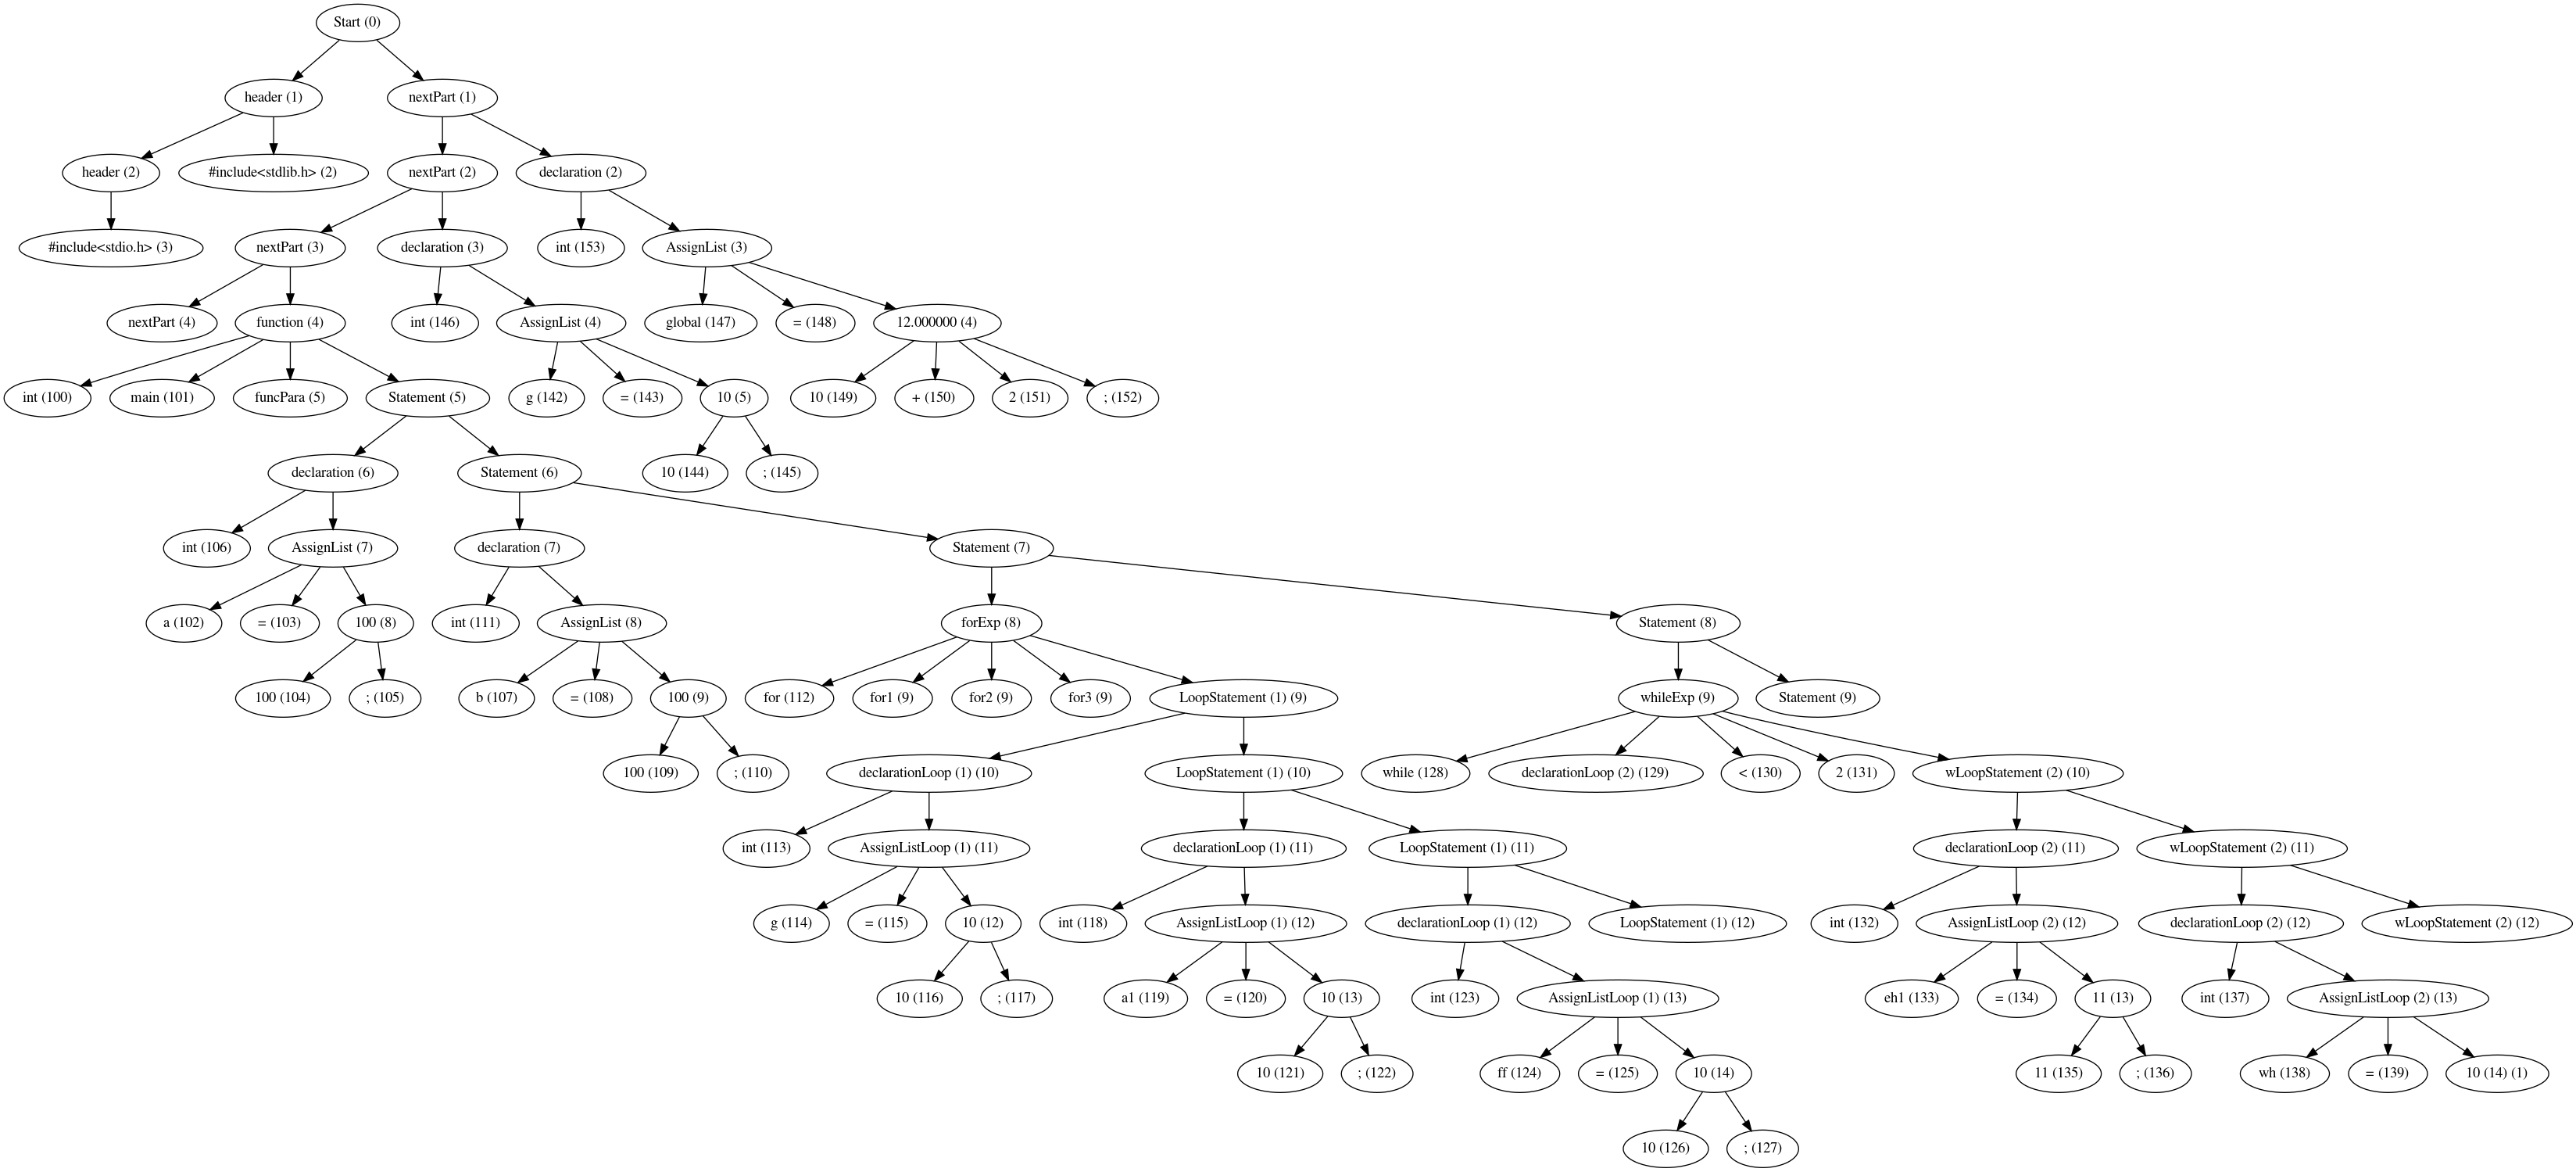 Start (0)
header (1)
nextPart (1)
header (2)
#include<stdlib.h> (2)
nextPart (2)
declaration (2)
#include<stdio.h> (3)
nextPart (3)
declaration (3)
int (153)
AssignList (3)
nextPart (4)
function (4)
int (146)
AssignList (4)
global (147)
= (148)
12.000000 (4)
int (100)
main (101)
funcPara (5)
Statement (5)
g (142)
= (143)
10 (5)
10 (149)
+ (150)
2 (151)
; (152)
declaration (6)
Statement (6)
10 (144)
; (145)
int (106)
AssignList (7)
declaration (7)
Statement (7)
a (102)
= (103)
100 (8)
int (111)
AssignList (8)
forExp (8)
Statement (8)
100 (104)
; (105)
b (107)
= (108)
100 (9)
for (112)
for1 (9)
for2 (9)
for3 (9)
LoopStatement (1) (9)
whileExp (9)
Statement (9)
100 (109)
; (110)
declarationLoop (1) (10)
LoopStatement (1) (10)
while (128)
declarationLoop (2) (129)
< (130)
2 (131)
wLoopStatement (2) (10)
int (113)
AssignListLoop (1) (11)
declarationLoop (1) (11)
LoopStatement (1) (11)
declarationLoop (2) (11)
wLoopStatement (2) (11)
g (114)
= (115)
10 (12)
int (118)
AssignListLoop (1) (12)
declarationLoop (1) (12)
LoopStatement (1) (12)
int (132)
AssignListLoop (2) (12)
declarationLoop (2) (12)
wLoopStatement (2) (12)
10 (116)
; (117)
a1 (119)
= (120)
10 (13)
int (123)
AssignListLoop (1) (13)
eh1 (133)
= (134)
11 (13)
int (137)
AssignListLoop (2) (13)
10 (121)
; (122)
ff (124)
= (125)
10 (14)
11 (135)
; (136)
wh (138)
= (139)
10 (14) (1)
10 (126)
; (127)